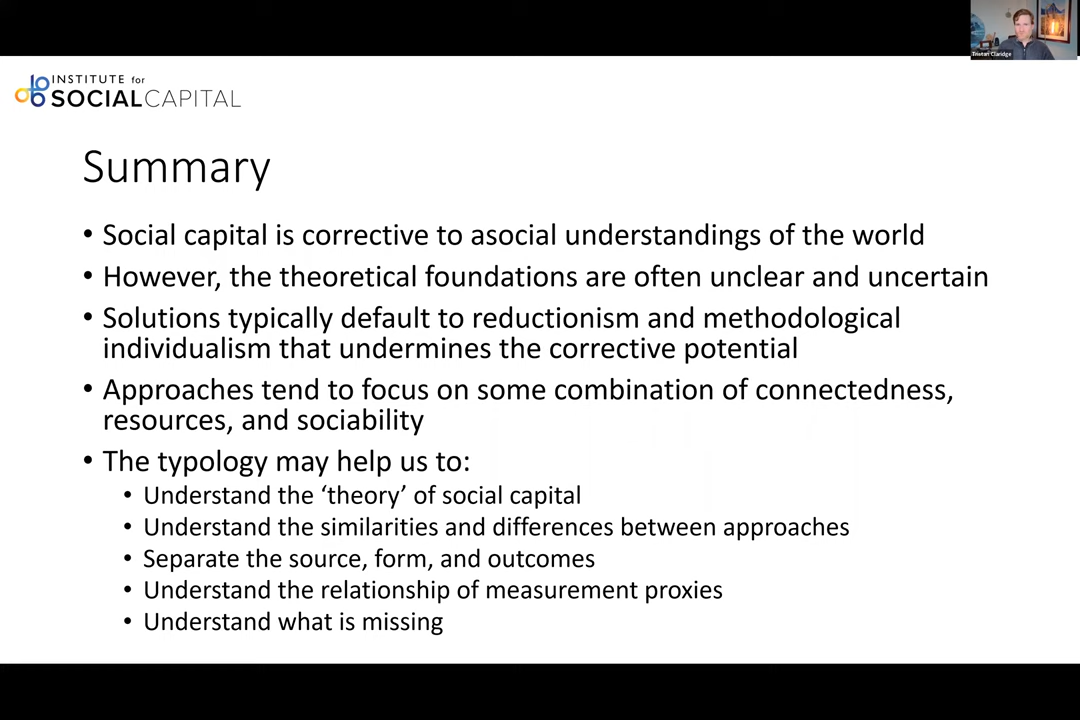 Tristan Claridge
INSTITUTE for
SOCIALCAPITAL
Summary
• Social capital is corrective to asocial understandings of the world
• However, the theoretical foundations are often unclear and uncertain
• Solutions typically default to reductionism and methodological
individualism that undermines the corrective potential
• Approaches tend to focus on some combination of connectedness,
resources, and sociability
• The typology may help us to:
• Understand the ‘theory’ of social capital
• Understand the similarities and differences between approaches
• Separate the source, form, and outcomes
• Understand the relationship of measurement proxies
• Understand what is missing